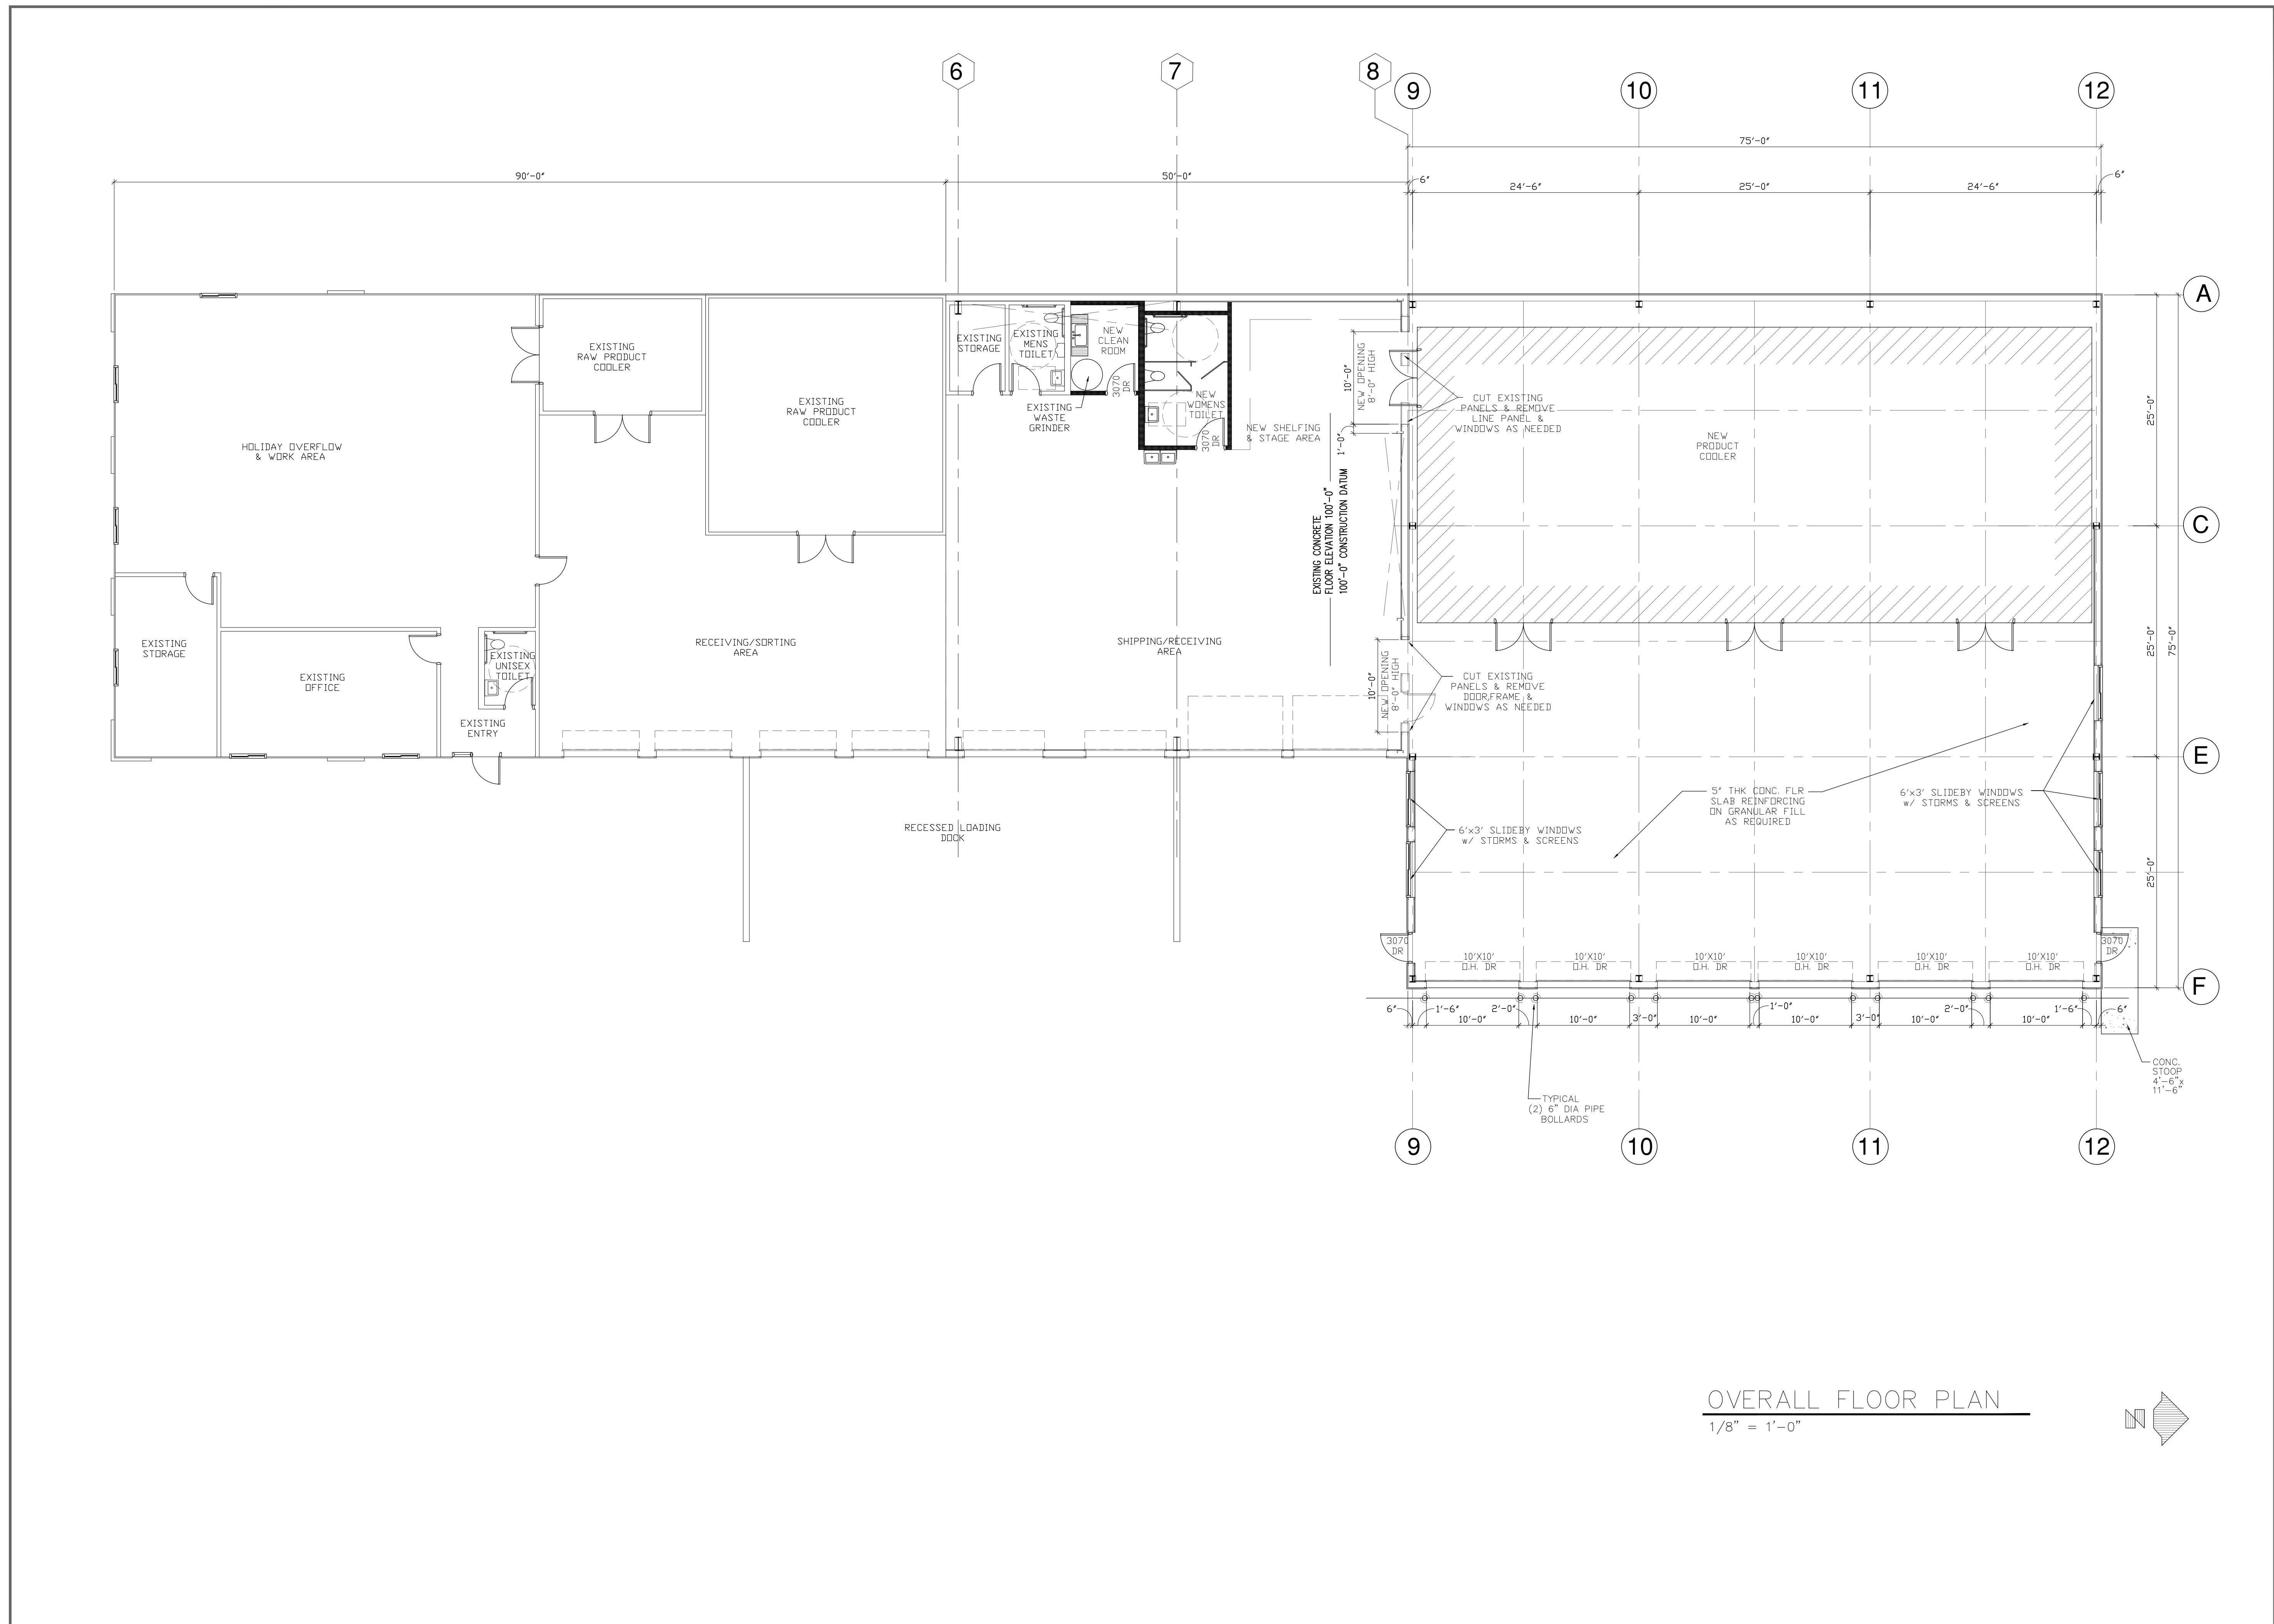 6
7
8
9
10
11
12
75'-0"
90'-0"
50'-0"
6"
24'-6"
25'-0"
24'-6"
6"
A
C
E
F
25'-0"
25'-0"
75'-0"
25'-0"
EXISTING
RAW PRODUCT
COOLER
EXISTING
RAW PRODUCT
COOLER
HOLIDAY OVERFLOW
& WORK AREA
EXISTING
STORAGE
EXISTING
MENS
TOILET
NEW
CLEAN
ROOM
3070
DR
EXISTING
WASTE
GRINDER
NEW
WOMENS
TOILET
3070
DR
NEW SHELFING
& STAGE AREA
10'-0"
NEW OPENING
8'-0" HIGH
1'-0"
CUT EXISTING
PANELS & REMOVE
LINE PANEL &
WINDOWS AS NEEDED
NEW
PRODUCT
COOLER
EXISTING CONCRETE
FLOOR ELEVATION 100'-0"
100'-0" CONSTRUCTION DATUM
EXISTING
STORAGE
EXISTING
OFFICE
EXISTING
UNISEX
TOILET
EXISTING
ENTRY
RECEIVING/SORTING
AREA
SHIPPING/RECEIVING
AREA
10'-0"
NEW OPENING
8'-0" HIGH
CUT EXISTING
PANELS & REMOVE
DOOR,FRAME &
WINDOWS AS NEEDED
RECESSED LOADING
DOCK
6'x3' SLIDEBY WINDOWS
w/ STORMS & SCREENS
5" THK CONC. FLR
SLAB REINFORCING
ON GRANULAR FILL
AS REQUIRED
6'x3' SLIDEBY WINDOWS
w/ STORMS & SCREENS
3070
DR
10'X10'
O.H. DR
10'X10'
O.H. DR
10'X10'
O.H. DR
10'X10'
O.H. DR
10'X10'
O.H. DR
10'X10'
O.H. DR
3070
DR
6"
1'-6"
10'-0"
2'-0"
10'-0"
3'-0"
10'-0"
1'-0"
10'-0"
3'-0"
10'-0"
2'-0"
10'-0"
1'-6"
6"
CONC.
STOOP
4'-6"x
11'-6"
TYPICAL
(2) 6" DIA PIPE
BOLLARDS
9
10
11
12
OVERALL FLOOR PLAN
1/8" = 1'-0"
N